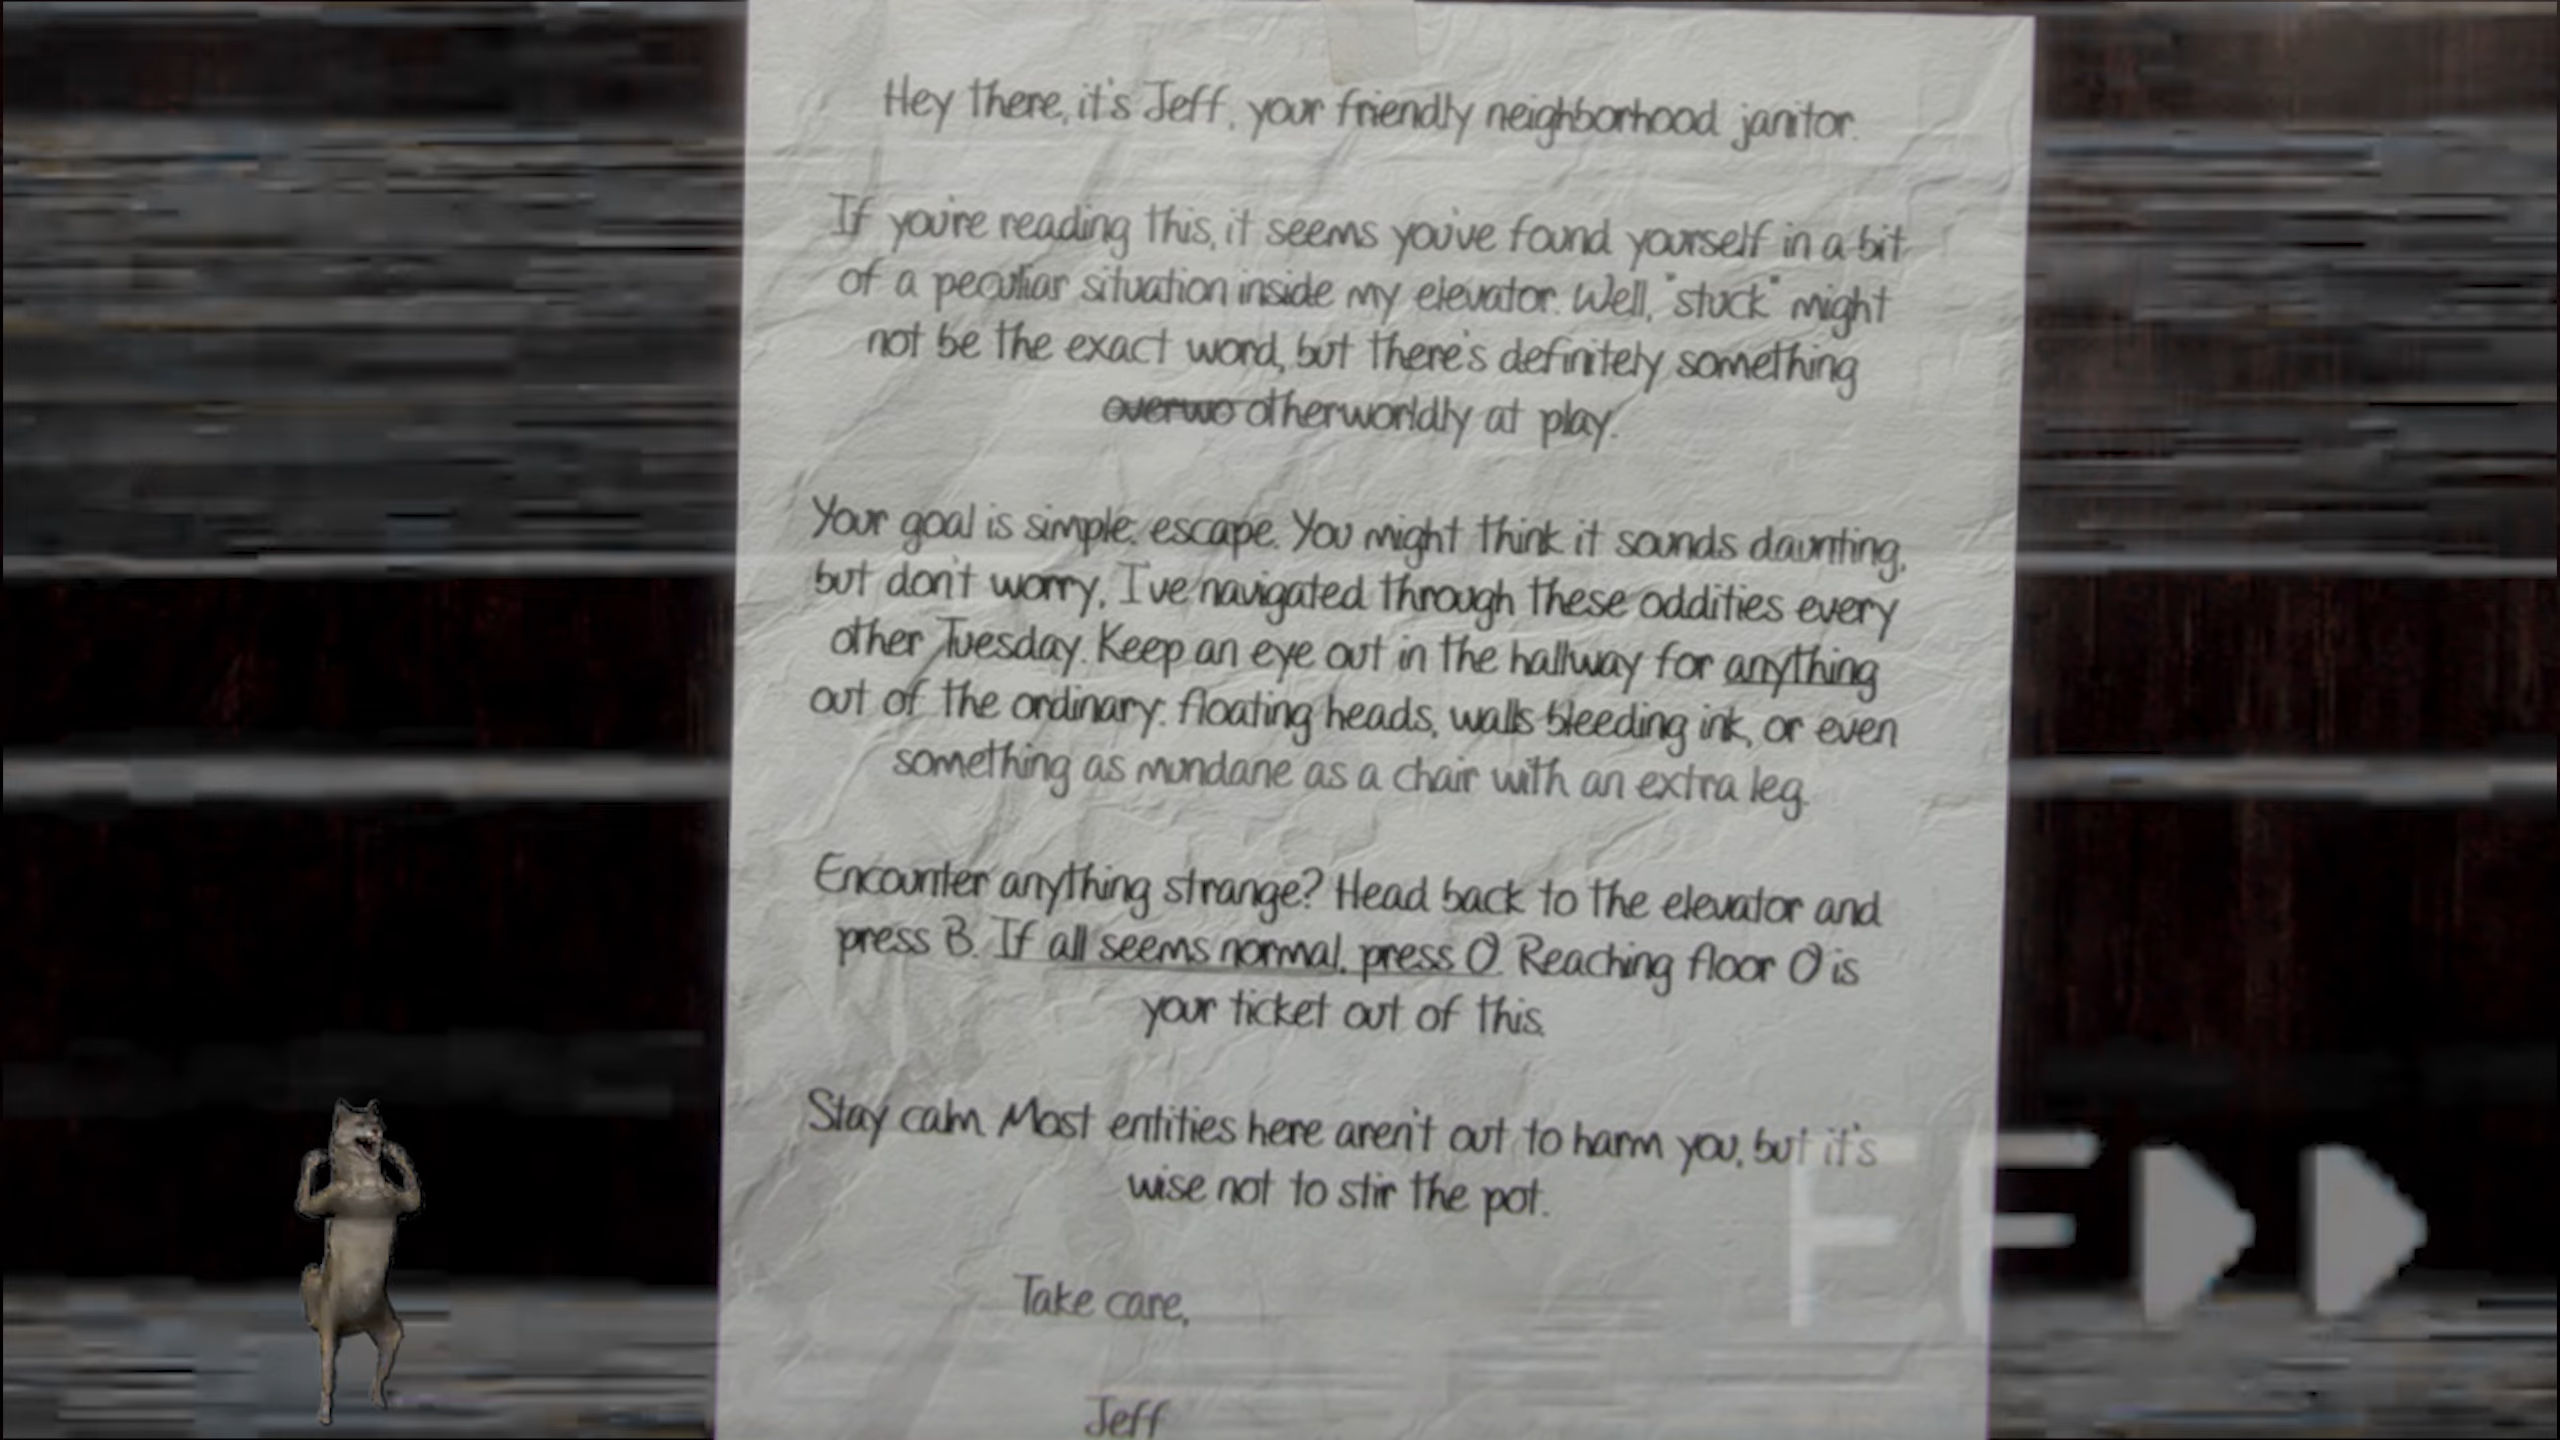 Hey there, it's Jeff, your friendly neighborhood janitor.
If you're reading this, it seems you've found yourself in a bit
of a peculiar situation inside my elevator. Well, "stuck" might
not be the exact word, but there's definitely something
overwo otherworldly at play.
Your goal is simple: escape. You might think it sounds daunting,
but don't worry, I've navigated through these oddities every
other Tuesday. Keep an eye out in the hallway for anything
out of the ordinary: floating heads, walls bleeding ink, or even
something as mundane as a chair with an extra leg.
Encounter anything strange? Head back to the elevator and
press B. If all seems normal, press 0. Reaching floor 0 is
your ticket out of this.
Stay calm. Most entities here aren't out to harm you, but it's
wise not to stir the pot.
Take care,
Jeff
FF